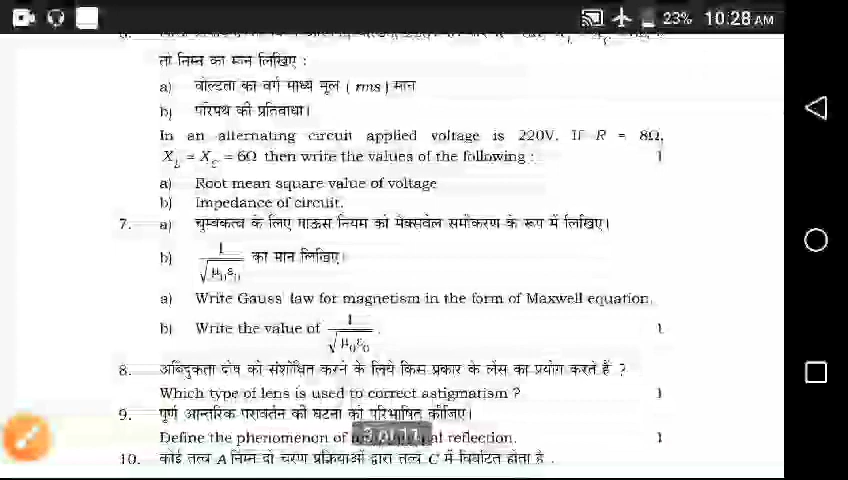 23% 10:28 AM
तो निम्न का मान लिखिए :
a) वोल्टता का वर्ग माध्य मूल ( rms ) मान
b) परिपथ की प्रतिबाधा।
In an alternating circuit applied voltage is 220V. If R = 8Ω,
X_L = X_C = 6Ω then write the values of the following : 1
a) Root mean square value of voltage
b) Impedance of circuit.
7. a) चुम्बकत्व के लिए गाऊस नियम को मैक्सवेल समीकरण के रूप में लिखिए।
b) 1/√μ₀ε₀ का मान लिखिए।
a) Write Gauss law for magnetism in the form of Maxwell equation.
b) Write the value of 1/√μ₀ε₀ . 1
8. अबिंदुकता दोष को संशोधित करने के लिये किस प्रकार के लेंस का प्रयोग करते हैं ?
Which type of lens is used to correct astigmatism ? 1
9. पूर्ण आन्तरिक परावर्तन की घटना को परिभाषित कीजिए।
Define the phenomenon of reflection. 1
10. कोई तत्व A निम्न दो चरण प्रक्रियाओं द्वारा तत्व C में विघटित होता है .